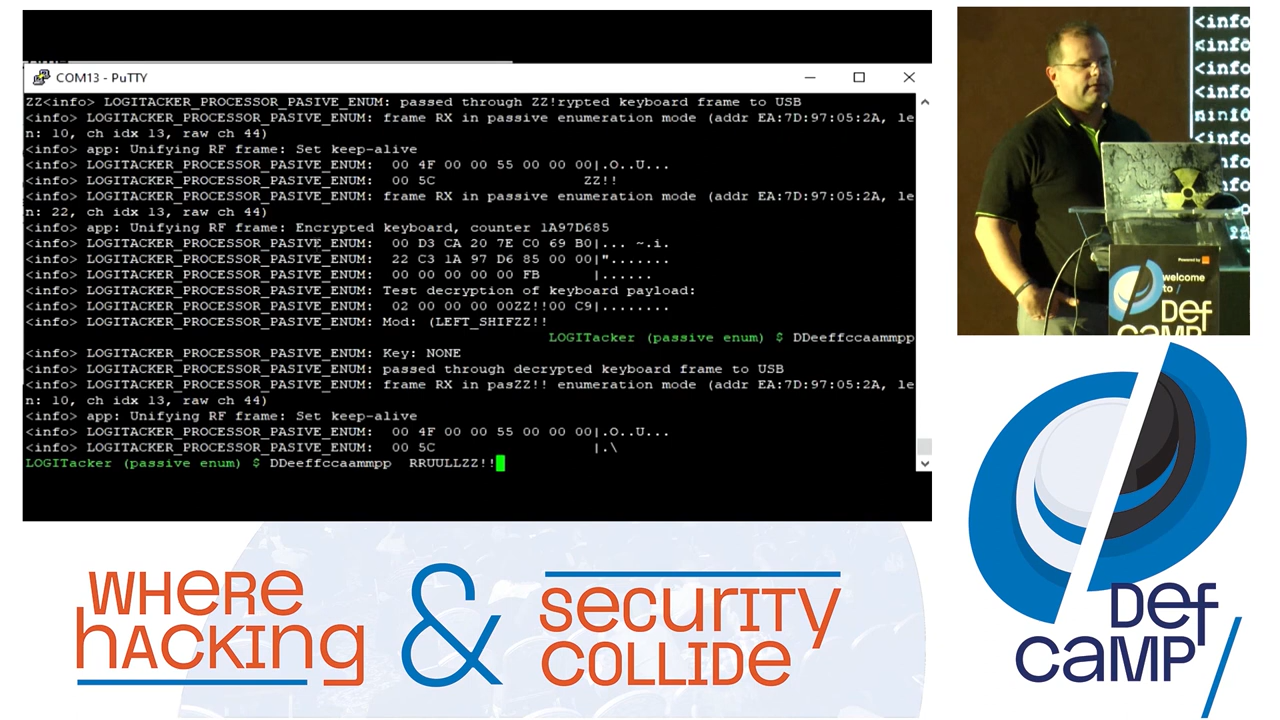 COM13 - PuTTY
ZZ<info> LOGITACKER_PROCESSOR_PASIVE_ENUM: passed through ZZ!rypted keyboard frame to USB
<info> LOGITACKER_PROCESSOR_PASIVE_ENUM: frame RX in passive enumeration mode (addr EA:7D:97:05:2A, le
n: 10, ch idx 13, raw ch 44)
<info> app: Unifying RF frame: Set keep-alive
<info> LOGITACKER_PROCESSOR_PASIVE_ENUM:  00 4F 00 00 55 00 00 00|.O..U...
<info> LOGITACKER_PROCESSOR_PASIVE_ENUM:  00 5C                 ZZ!!
<info> LOGITACKER_PROCESSOR_PASIVE_ENUM: frame RX in passive enumeration mode (addr EA:7D:97:05:2A, le
n: 22, ch idx 13, raw ch 44)
<info> app: Unifying RF frame: Encrypted keyboard, counter 1A97D685
<info> LOGITACKER_PROCESSOR_PASIVE_ENUM:  00 D3 CA 20 7E C0 69 B0|... ~.i.
<info> LOGITACKER_PROCESSOR_PASIVE_ENUM:  22 C3 1A 97 D6 85 00 00|".......
<info> LOGITACKER_PROCESSOR_PASIVE_ENUM:  00 00 00 00 00 FB      |......
<info> LOGITACKER_PROCESSOR_PASIVE_ENUM: Test decryption of keyboard payload:
<info> LOGITACKER_PROCESSOR_PASIVE_ENUM:  02 00 00 00 00ZZ!!00 C9|........
<info> LOGITACKER_PROCESSOR_PASIVE_ENUM: Mod: (LEFT_SHIFZZ!!
LOGITacker (passive enum) $ DDeeffccaammpp
<info> LOGITACKER_PROCESSOR_PASIVE_ENUM: Key: NONE
<info> LOGITACKER_PROCESSOR_PASIVE_ENUM: passed through decrypted keyboard frame to USB
<info> LOGITACKER_PROCESSOR_PASIVE_ENUM: frame RX in pasZZ!! enumeration mode (addr EA:7D:97:05:2A, le
n: 10, ch idx 13, raw ch 44)
<info> app: Unifying RF frame: Set keep-alive
<info> LOGITACKER_PROCESSOR_PASIVE_ENUM:  00 4F 00 00 55 00 00 00|.O..U...
<info> LOGITACKER_PROCESSOR_PASIVE_ENUM:  00 5C                  |.\
LOGITacker (passive enum) $ DDeeffccaammpp  RRUULLZZ!!
<info
<info
<info
<info
<info
Powered by
welcome
to /
Def
CAMP
WHERE
HACKING
&
SECURITY
COLLIDE
Def
CAMP/